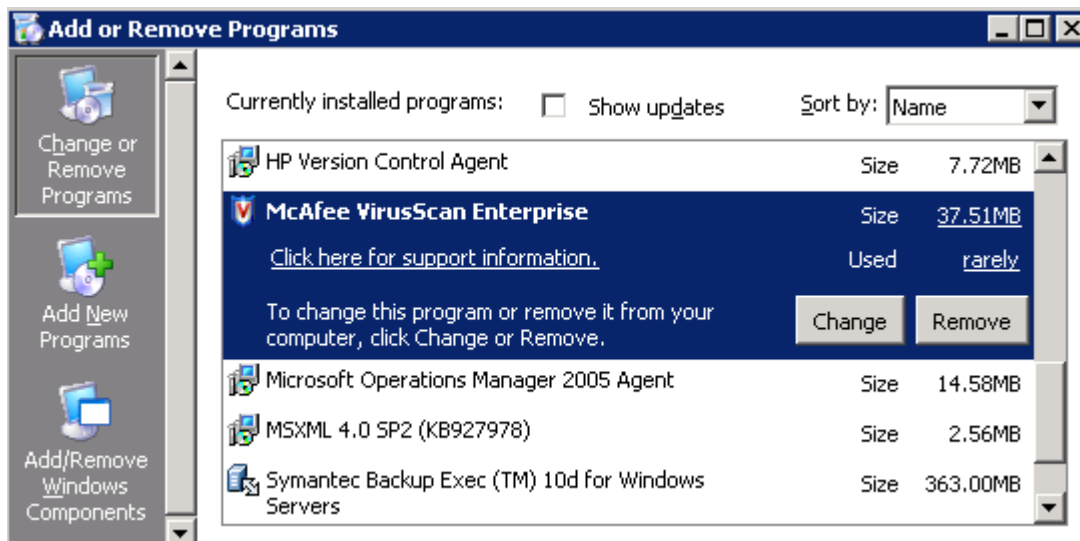 Add or Remove Programs
Change or
Remove
Programs
Add New
Programs
Add/Remove
Windows
Components
Currently installed programs:
Show updates
Sort by:
Name
HP Version Control Agent
Size
7.72MB
McAfee VirusScan Enterprise
Size
37.51MB
Click here for support information.
Used
rarely
To change this program or remove it from your
computer, click Change or Remove.
Change
Remove
Microsoft Operations Manager 2005 Agent
Size
14.58MB
MSXML 4.0 SP2 (KB927978)
Size
2.56MB
Symantec Backup Exec (TM) 10d for Windows
Servers
Size
363.00MB